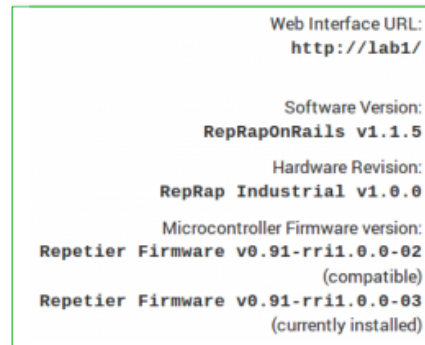 Web Interface URL:
http://lab1/
Software Version:
RepRapOnRails v1.1.5
Hardware Revision:
RepRap Industrial v1.0.0
Microcontroller Firmware version:
Repetier Firmware v0.91-rri1.0.0-02
(compatible)
Repetier Firmware v0.91-rri1.0.0-03
(currently installed)